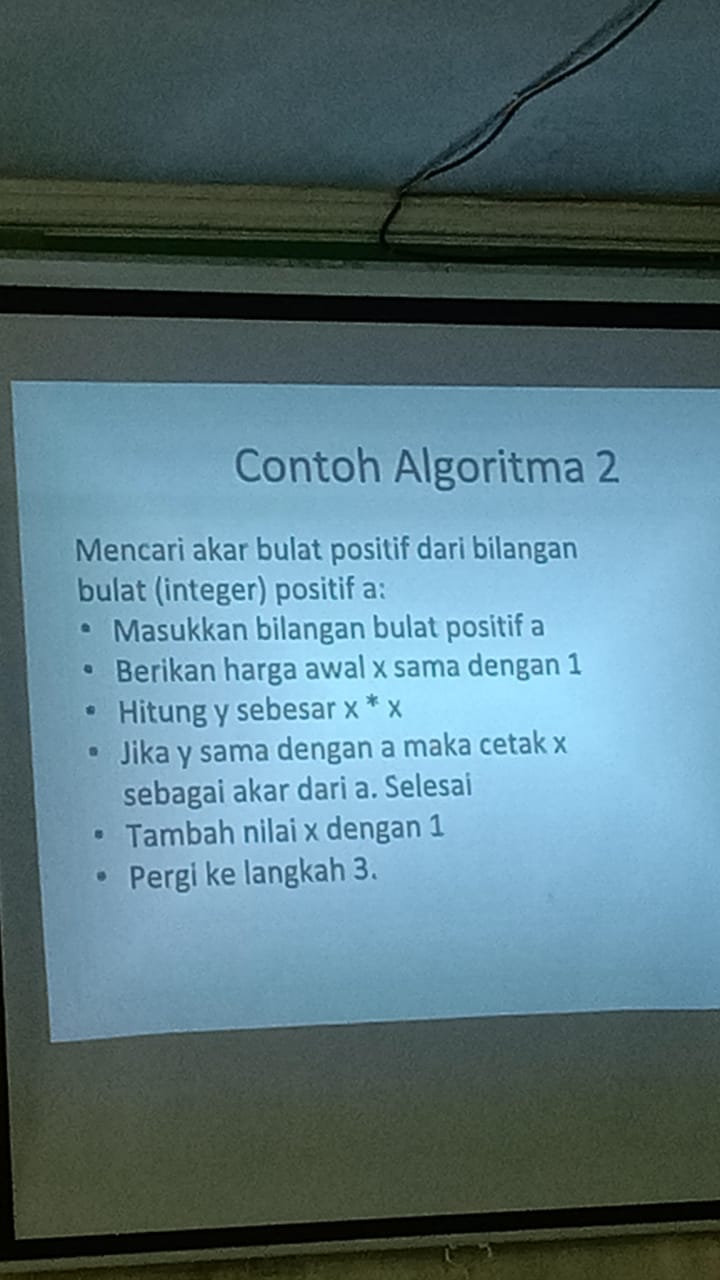 Contoh Algoritma 2
Mencari akar bulat positif dari bilangan
bulat (integer) positif a:
• Masukkan bilangan bulat positif a
• Berikan harga awal x sama dengan 1
• Hitung y sebesar x * x
• Jika y sama dengan a maka cetak x
sebagai akar dari a. Selesai
• Tambah nilai x dengan 1
• Pergi ke langkah 3.